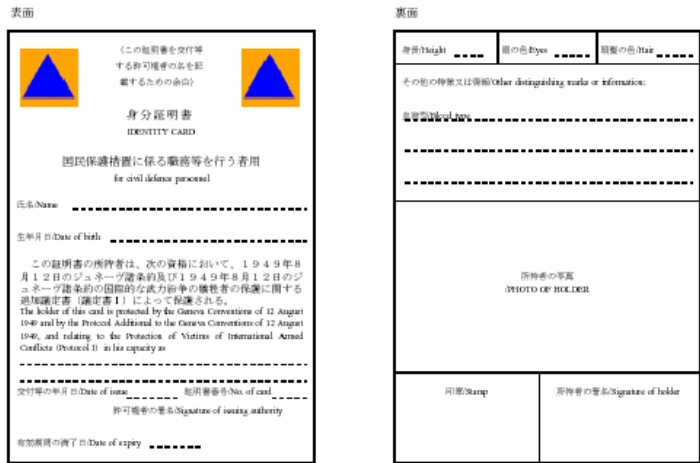 表面
(この証明書を交付等
する許可権者の名を記
載するための余白)
身分証明書
IDENTITY CARD
国民保護措置に係る職務等を行う者用
for civil defence personnel
氏名/Name
生年月日/Date of birth
この証明書の所持者は、次の資格において、1949年8
月12日のジュネーヴ諸条約及び1949年8月12日のジ
ュネーヴ諸条約の国際的な武力紛争の犠牲者の保護に関する
追加議定書(議定書I)によって保護される。
The holder of this card is protected by the Geneva Conventions of 12 August
1949 and by the Protocol Additional to the Geneva Conventions of 12 August
1949, and relating to the Protection of Victims of International Armed
Conflicts (Protocol I) in his capacity as
交付等の年月日/Date of issue 証明書番号/No. of card
許可権者の署名/Signature of issuing authority
有効期間の満了日/Date of expiry
裏面
身長/Height 眼の色/Eyes 頭髪の色/Hair
その他の特徴又は情報/Other distinguishing marks or information:
血液型/Blood type
所持者の写真
/PHOTO OF HOLDER
印章/Stamp 所持者の署名/Signature of holder